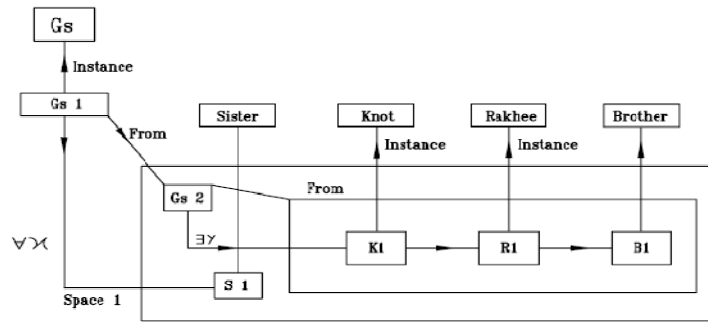 Gs
Instance
Gs 1
From
Sister
Knot
Rakhee
Brother
Instance
Instance
Gs 2
From
∃Y
K1
R1
B1
∀X
S 1
Space 1